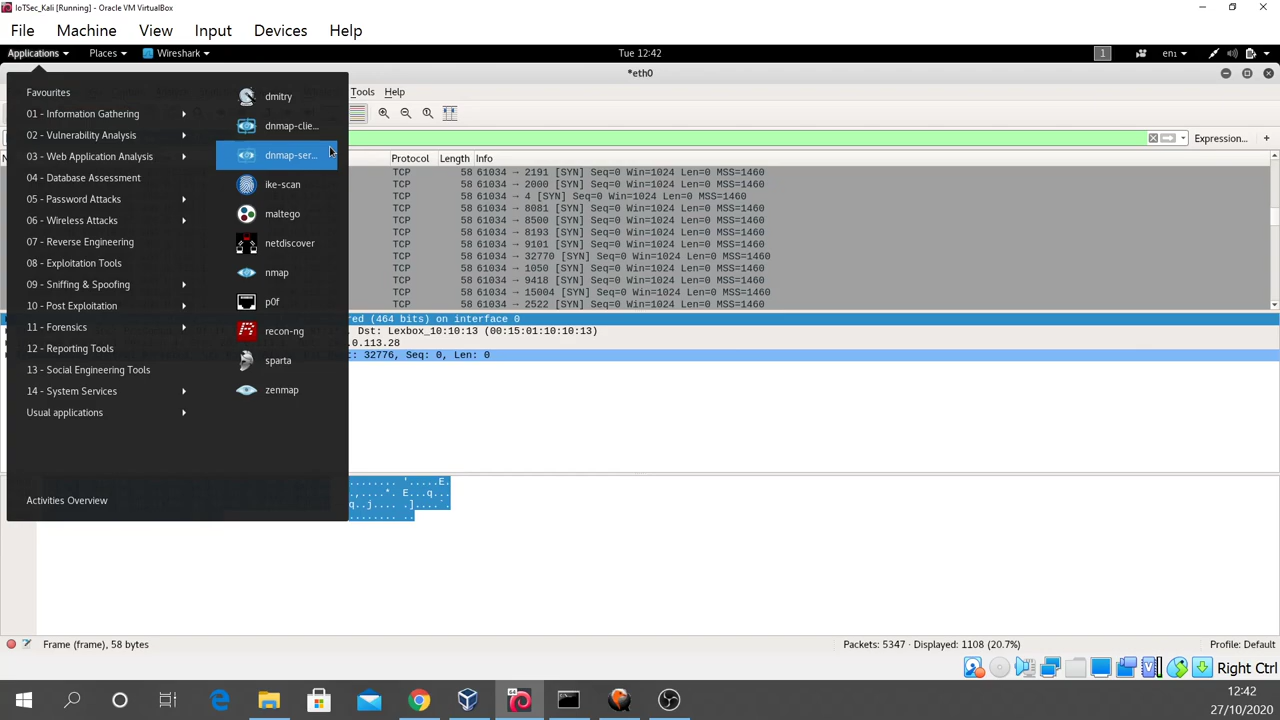 IoTSec_Kali [Running] - Oracle VM VirtualBox
File Machine View Input Devices Help
Applications Places Wireshark Tue 12:42 1 en₁
*eth0
Tools Help
Expression... +
Favourites
01 - Information Gathering
02 - Vulnerability Analysis
03 - Web Application Analysis
04 - Database Assessment
05 - Password Attacks
06 - Wireless Attacks
07 - Reverse Engineering
08 - Exploitation Tools
09 - Sniffing & Spoofing
10 - Post Exploitation
11 - Forensics
12 - Reporting Tools
13 - Social Engineering Tools
14 - System Services
Usual applications
Activities Overview
dmitry
dnmap-clie...
dnmap-ser...
ike-scan
maltego
netdiscover
nmap
p0f
recon-ng
sparta
zenmap
Protocol Length Info
TCP 58 61034 → 2191 [SYN] Seq=0 Win=1024 Len=0 MSS=1460
TCP 58 61034 → 2000 [SYN] Seq=0 Win=1024 Len=0 MSS=1460
TCP 58 61034 → 4 [SYN] Seq=0 Win=1024 Len=0 MSS=1460
TCP 58 61034 → 8081 [SYN] Seq=0 Win=1024 Len=0 MSS=1460
TCP 58 61034 → 8500 [SYN] Seq=0 Win=1024 Len=0 MSS=1460
TCP 58 61034 → 8193 [SYN] Seq=0 Win=1024 Len=0 MSS=1460
TCP 58 61034 → 9101 [SYN] Seq=0 Win=1024 Len=0 MSS=1460
TCP 58 61034 → 32770 [SYN] Seq=0 Win=1024 Len=0 MSS=1460
TCP 58 61034 → 1050 [SYN] Seq=0 Win=1024 Len=0 MSS=1460
TCP 58 61034 → 9418 [SYN] Seq=0 Win=1024 Len=0 MSS=1460
TCP 58 61034 → 15004 [SYN] Seq=0 Win=1024 Len=0 MSS=1460
TCP 58 61034 → 2522 [SYN] Seq=0 Win=1024 Len=0 MSS=1460
red (464 bits) on interface 0
, Dst: Lexbox_10:10:13 (00:15:01:10:10:13)
.0.113.28
t: 32776, Seq: 0, Len: 0
........ '.....E.
.,....*. E...q...
q..j.... .]....`.
........ ..
Frame (frame), 58 bytes Packets: 5347 · Displayed: 1108 (20.7%) Profile: Default
Right Ctrl
12:42
27/10/2020